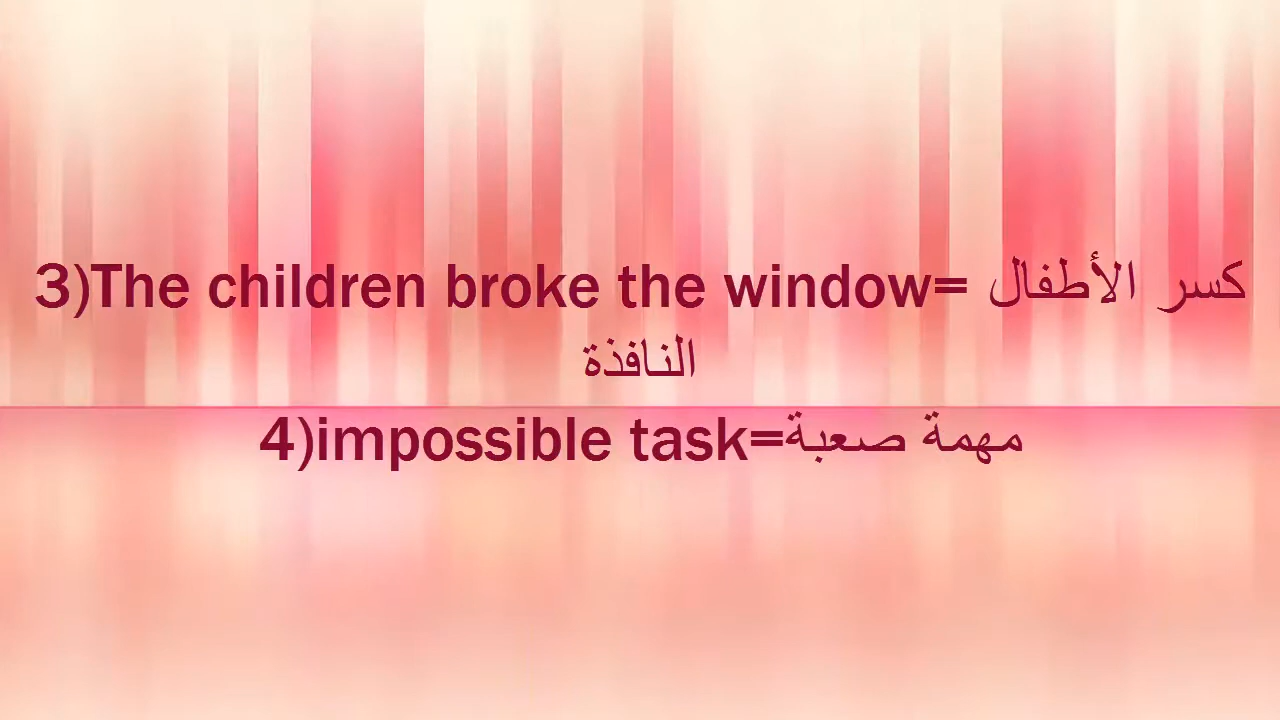 3)The children broke the window= كسر الأطفال
النافذة
4)impossible task=مهمة صعبة